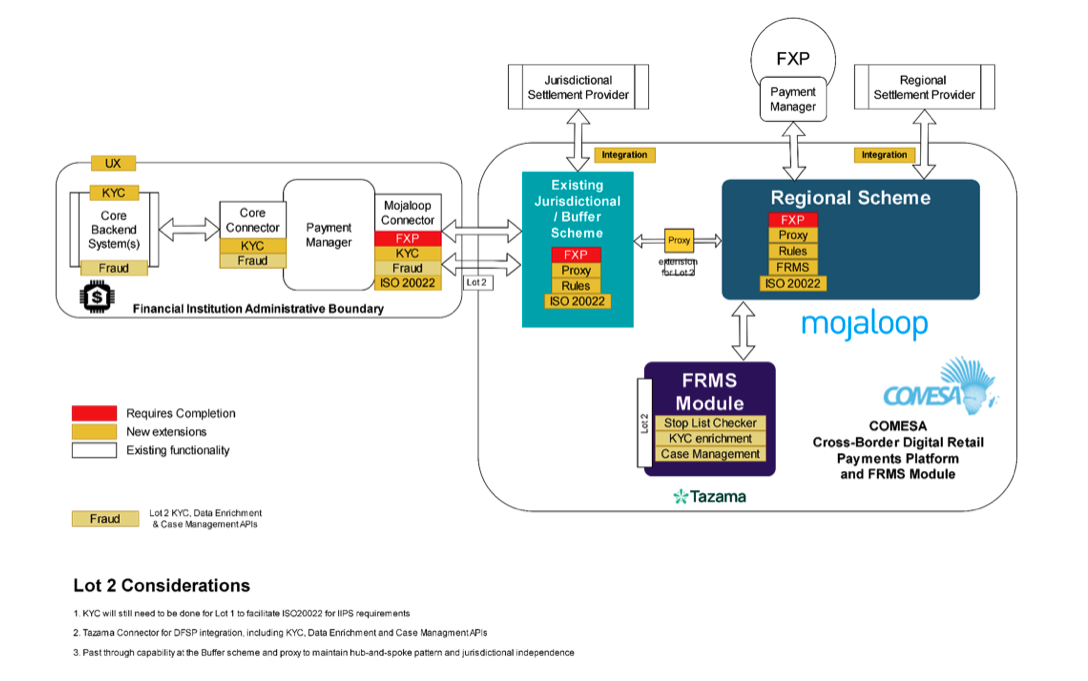 FXP
Payment
Manager
Jurisdictional
Settlement Provider
Regional
Settlement Provider
Integration
Integration
UX
KYC
Core
Backend
System(s)
Fraud
$
Core
Connector
KYC
Fraud
Payment
Manager
Mojaloop
Connector
FXP
KYC
Fraud
ISO 20022
Lot 2
Financial Institution Administrative Boundary
Existing
Jurisdictional
/ Buffer
Scheme
FXP
Proxy
Rules
ISO 20022
Proxy
extension
for Lot 2
Regional Scheme
FXP
Proxy
Rules
FRMS
ISO 20022
mojaloop
FRMS
Module
Lot 2
Stop List Checker
KYC enrichment
Case Management
Tazama
COMESA
COMESA
Cross-Border Digital Retail
Payments Platform
and FRMS Module
Requires Completion
New extensions
Existing functionality
Fraud
Lot 2 KYC, Data Enrichment
& Case Management APIs
Lot 2 Considerations
1. KYC will still need to be done for Lot 1 to facilitate ISO20022 for IIPS requirements
2. Tazama Connector for DFSP integration, including KYC, Data Enrichment and Case Managment APIs
3. Past through capability at the Buffer scheme and proxy to maintain hub-and-spoke pattern and jurisdictional independence